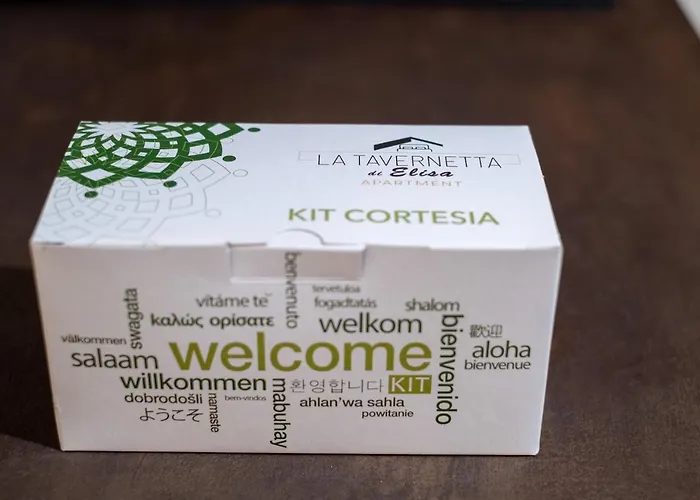 LA TAVERNETTA
di Elisa
APARTMENT
KIT CORTESIA
benvenuto
tervetuloa
vítáme tě
fogadtatás
shalom
swagata
καλώς ορίσατε
welkom
bienvenido
歡迎
välkommen
salaam
welcome
aloha
bienvenue
willkommen
mabuhay
환영합니다
KIT
dobrodošli
namaste
bem-vindos
ahlan'wa sahla
ようこそ
powitanie